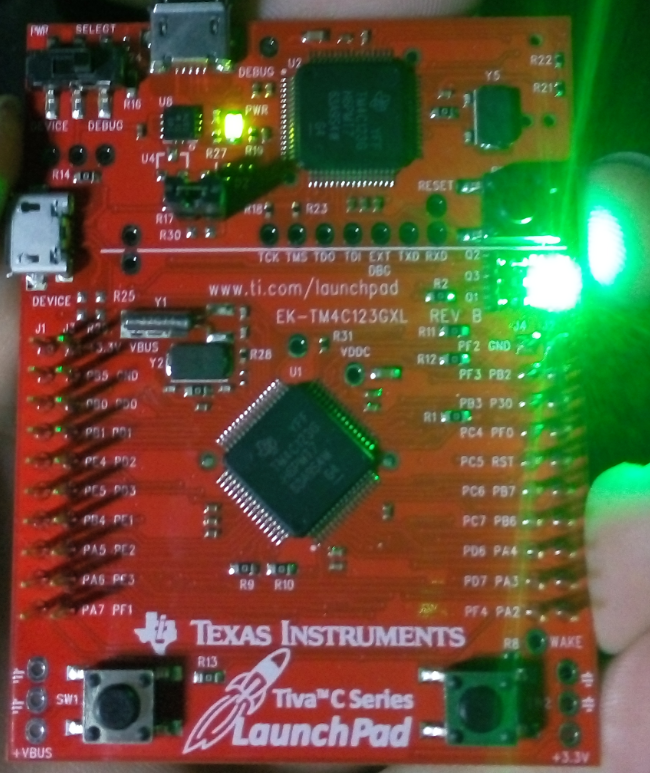 PWR SELECT
DEBUG
U2
R22
R21
Y5
R16
U8
PWR
DEVICE DEBUG
U4
R27 R19
R14
RESET
R17
R18 R23
R30
TCK TMS TDO TDI EXT TXD RXD
DBG
Q2
Q3
Q1
www.ti.com/launchpad
R2
DEVICE R25 Y1
EK-TM4C123GXL REV B
J1
J4
R11
R31
+3.3V VBUS
PF2 GND
Y2
R28
VDDC
R12
U1
PB5 GND
PF3 PB2
PB0 PD0
PB3 P30
R1
PB1 PD1
PC4 PF0
PE4 PD2
PC5 RST
PE5 PD3
PC6 PB7
PB4 PE1
PC7 PB6
PA5 PE2
PD6 PA4
R9 R10
PA6 PE3
PD7 PA3
PA7 PF1
PF4 PA2
TEXAS INSTRUMENTS
R8 WAKE
R13
SW1
Tiva™ C Series
LaunchPad
+VBUS
+3.3V